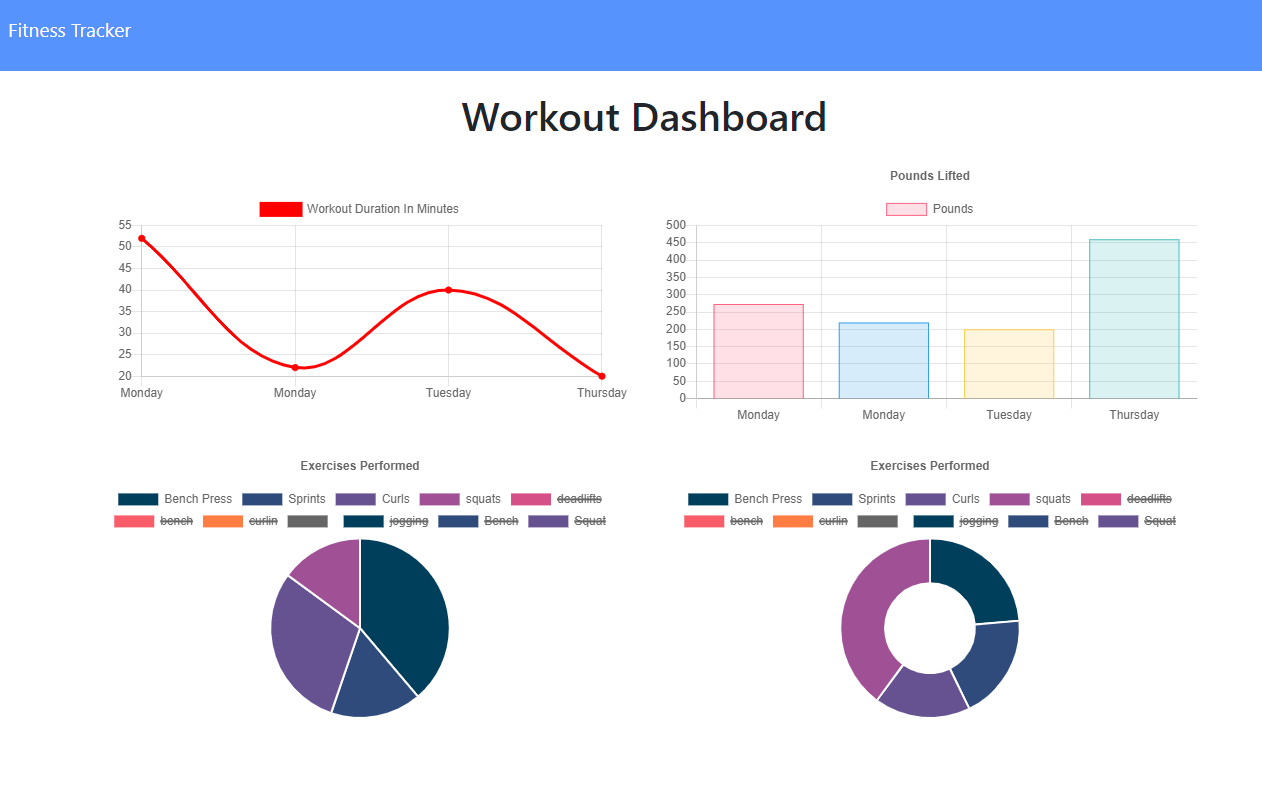 Fitness Tracker
Workout Dashboard
Workout Duration In Minutes
55
50
45
40
35
30
25
20
Monday Monday Tuesday Thursday
Pounds Lifted
Pounds
500
450
400
350
300
250
200
150
100
50
0
Monday Monday Tuesday Thursday
Exercises Performed
Bench Press Sprints Curls squats deadlifts
bench curlin jogging Bench Squat
Exercises Performed
Bench Press Sprints Curls squats deadlifts
bench curlin jogging Bench Squat